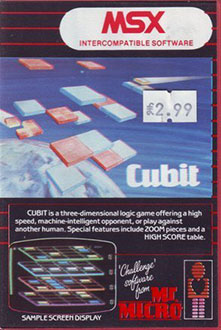 MSX
INTERCOMPATIBLE SOFTWARE
2.99
Cubit
CUBIT is a three-dimensional logic game offering a high
speed, machine-intelligent opponent, or play against
another human. Special features include ZOOM pieces and a
HIGH SCORE table.
'Challenge'
software
from
MR.
MICRO
SAMPLE SCREEN DISPLAY